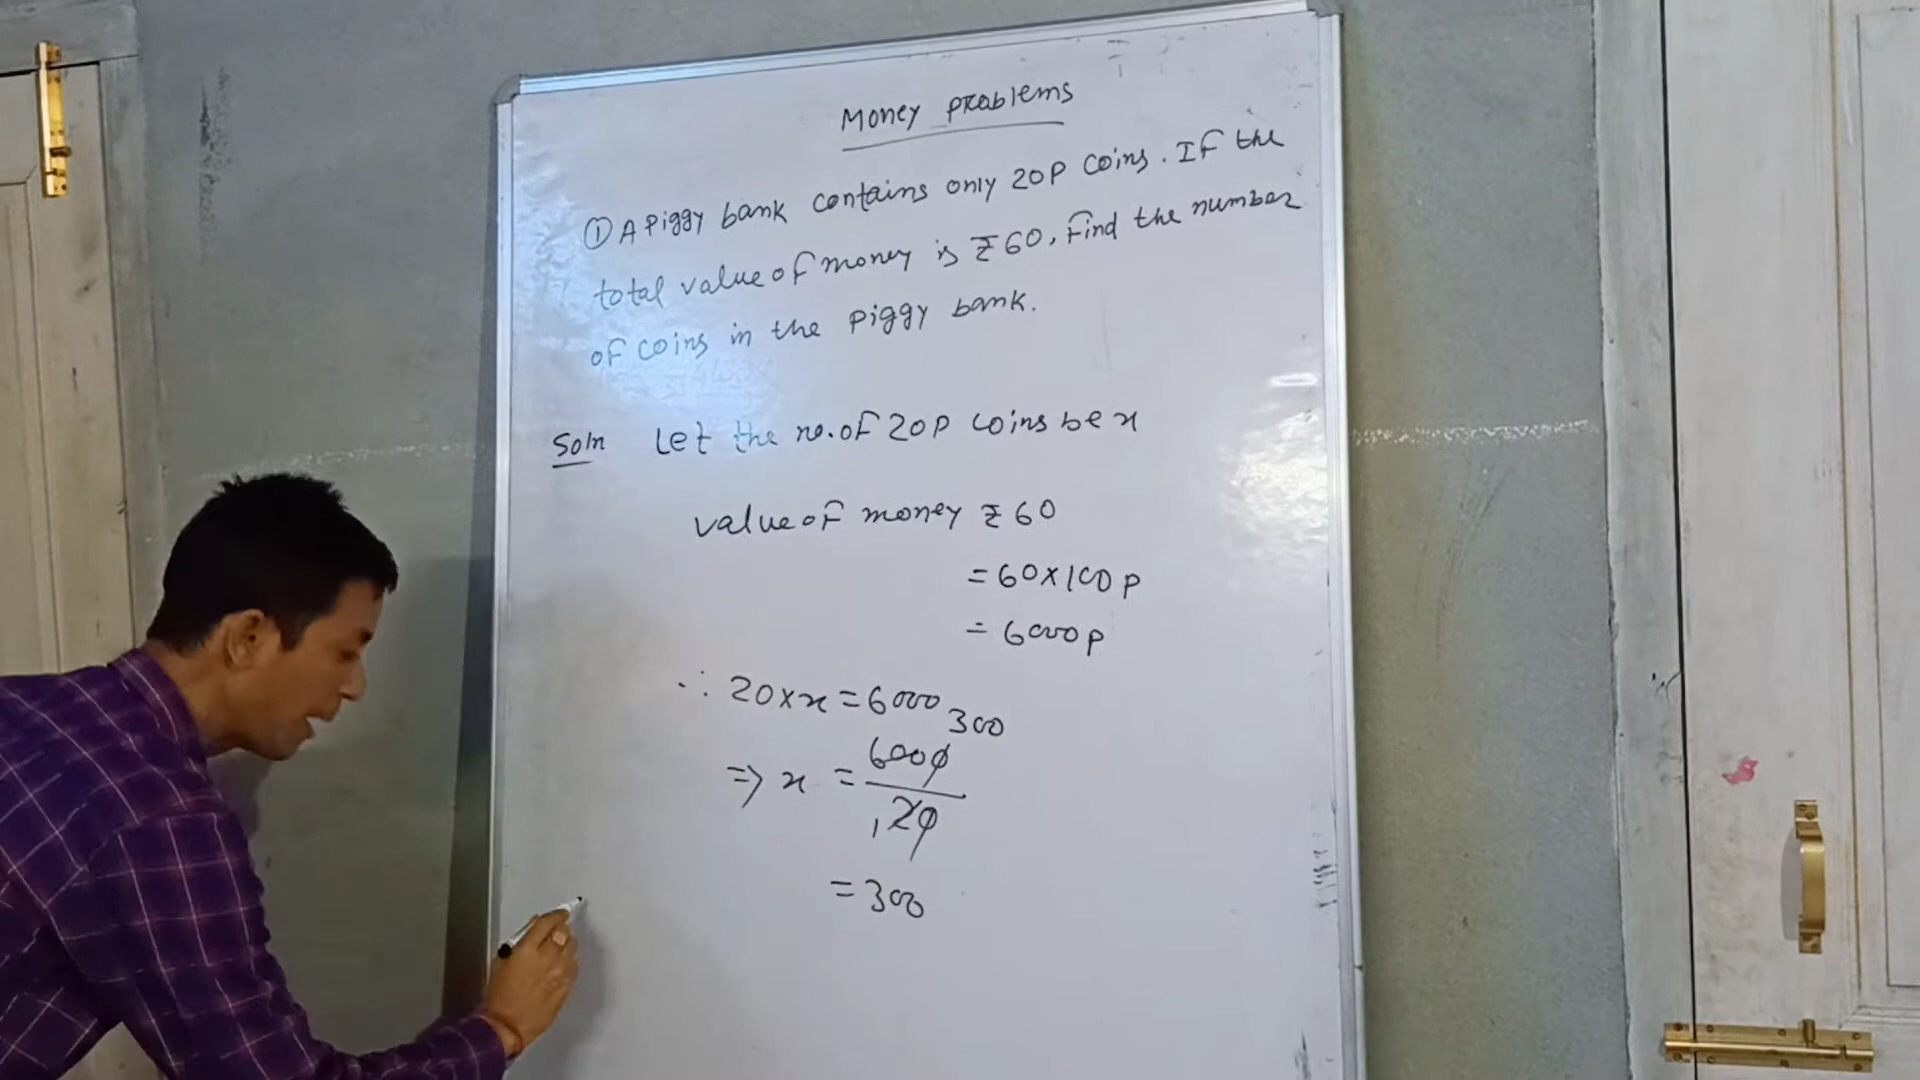 Money problems
① A Piggy bank contains only 20P coins. If the
total value of money is ₹60, Find the number
of coins in the piggy bank.
Soln Let the no. of 20P coins be x
value of money ₹60
= 60×100 p
= 6000 p
∴ 20×x = 6000
300
⇒ x = 6000
1 20
= 300